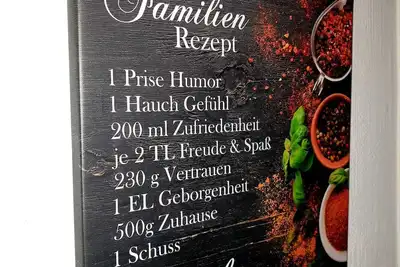 Familien
Rezept
1 Prise Humor
1 Hauch Gefühl
200 ml Zufriedenheit
je 2 TL Freude & Spaß
230 g Vertrauen
1 EL Geborgenheit
500g Zuhause
1 Schuss